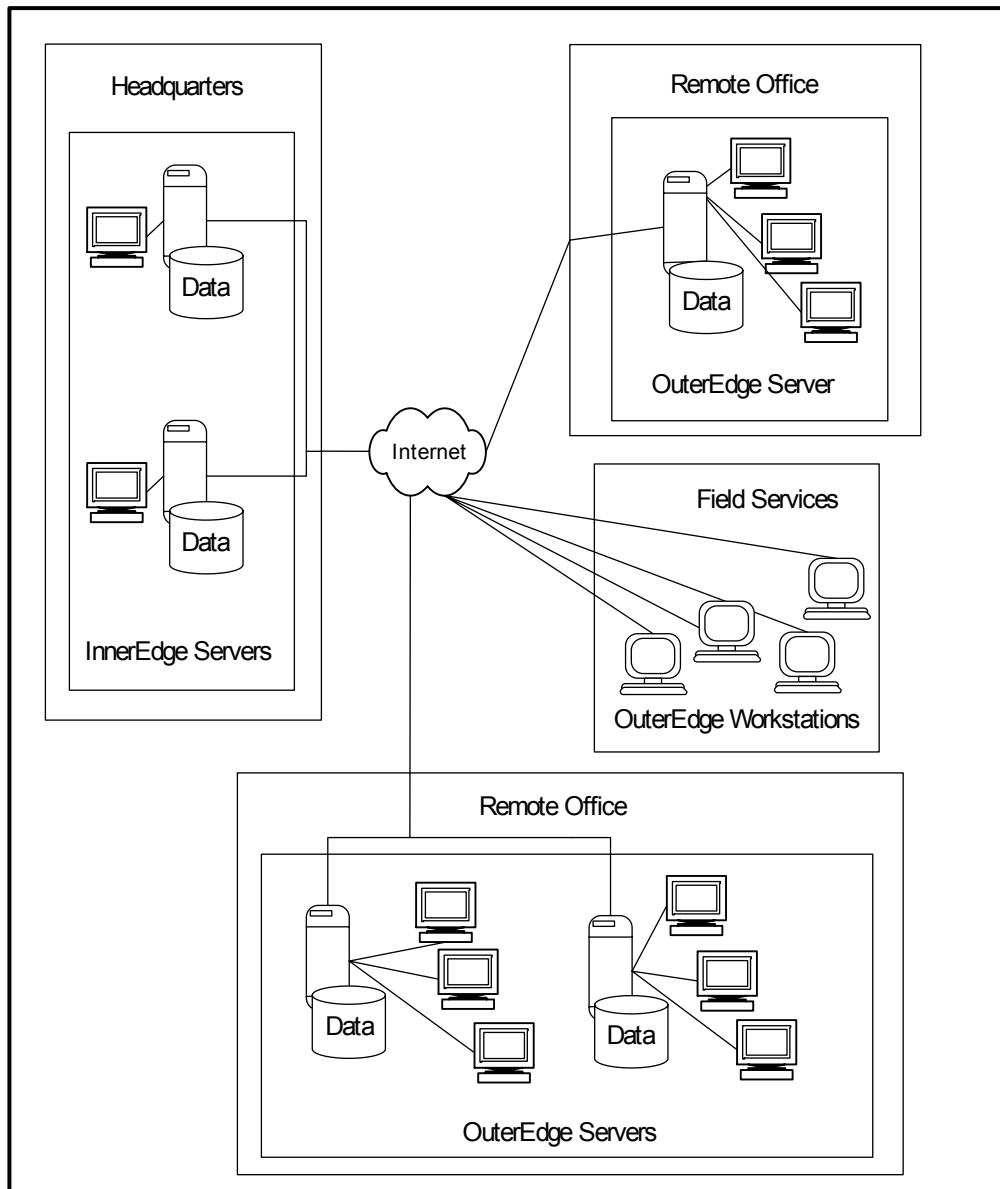 Headquarters
Data
Data
InnerEdge Servers
Internet
Remote Office
Data
OuterEdge Server
Field Services
OuterEdge Workstations
Remote Office
Data
Data
OuterEdge Servers